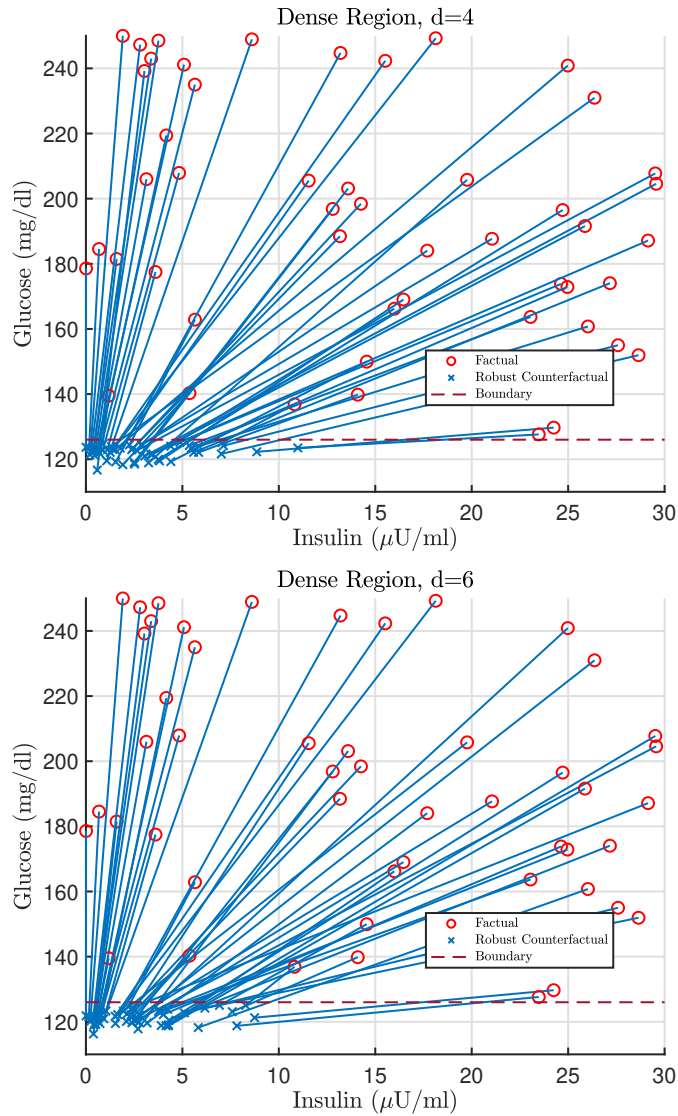 Dense Region, d=4
Glucose (mg/dl)
240
220
200
180
160
140
120
Factual
Robust Counterfactual
Boundary
0 5 10 15 20 25 30
Insulin (μU/ml)
Dense Region, d=6
Glucose (mg/dl)
240
220
200
180
160
140
120
Factual
Robust Counterfactual
Boundary
0 5 10 15 20 25 30
Insulin (μU/ml)